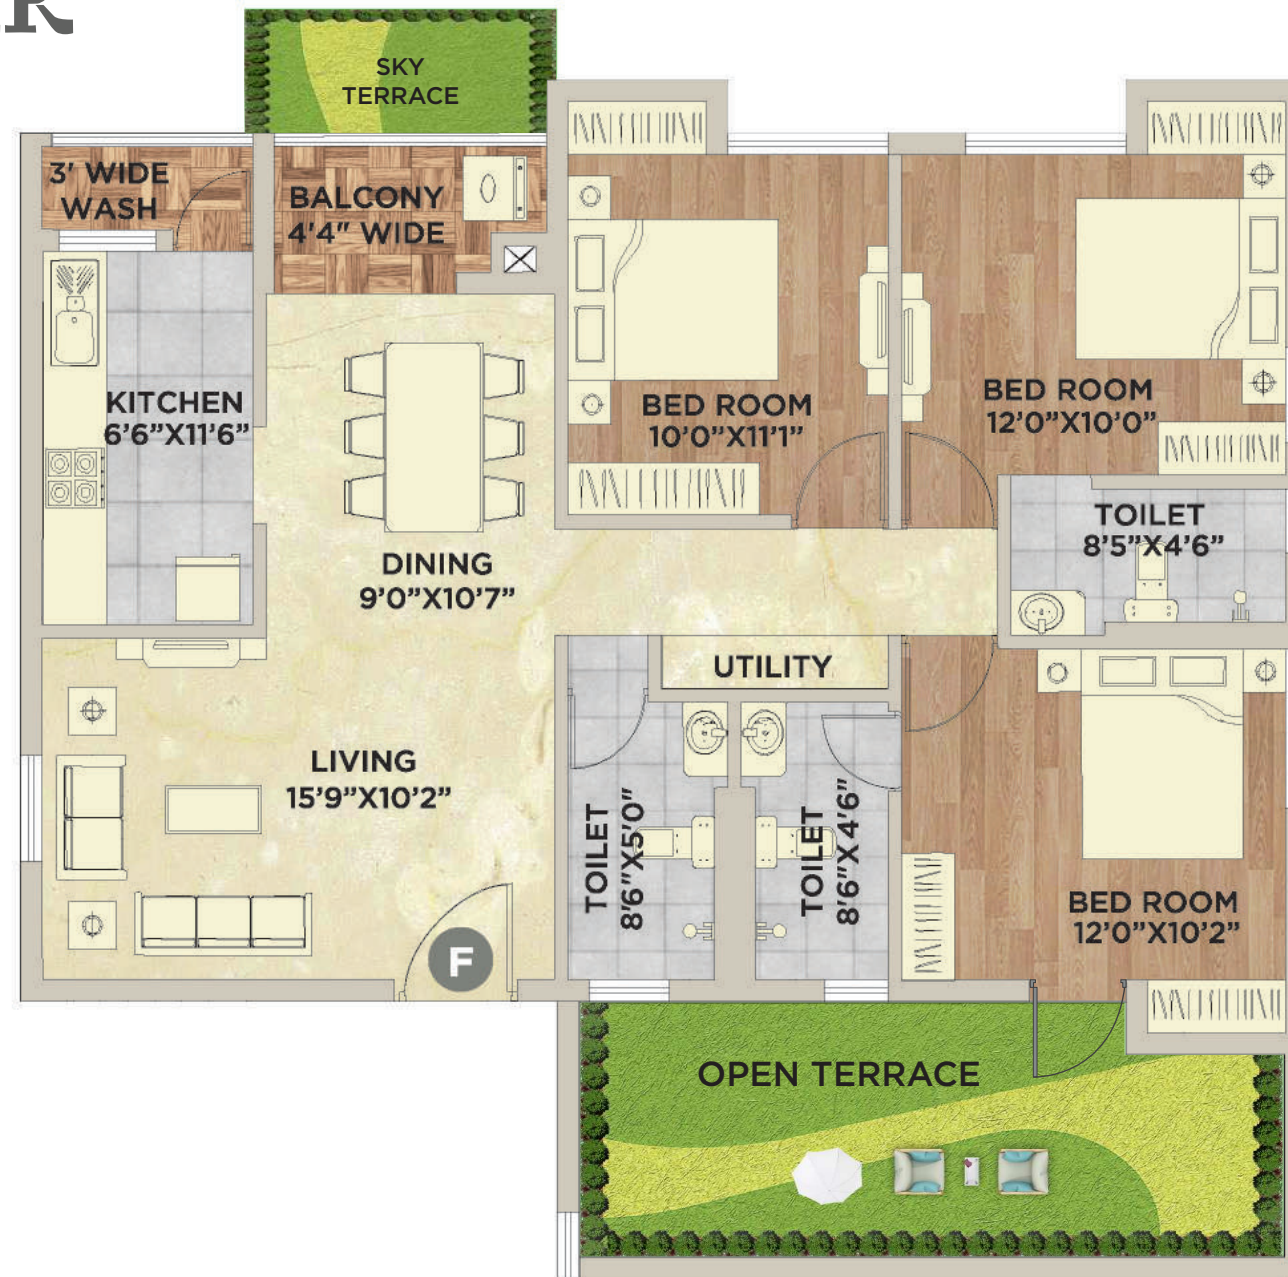 R
SKY
TERRACE
3' WIDE
WASH
BALCONY
4'4" WIDE
KITCHEN
6'6"X11'6"
BED ROOM
10'0"X11'1"
BED ROOM
12'0"X10'0"
DINING
9'0"X10'7"
TOILET
8'5"X4'6"
UTILITY
LIVING
15'9"X10'2"
TOILET
8'6"X5'0"
TOILET
8'6"X4'6"
BED ROOM
12'0"X10'2"
F
OPEN TERRACE